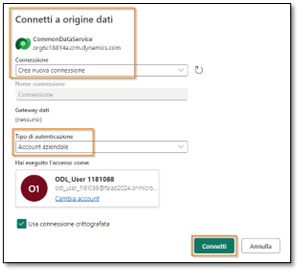 Connetti a origine dati
CommonDataService
org6c18814a.crm.dynamics.com
Connessione
Crea nuova connessione
Nome connessione
Connessione
Gateway dati
(nessuno)
Tipo di autenticazione
Account aziendale
Hai eseguito l'accesso come:
O1
ODL_User 1181088
odl_user_1181088@faiad2024.onmicro...
Cambia account
Usa connessione crittografata
Connetti
Annulla